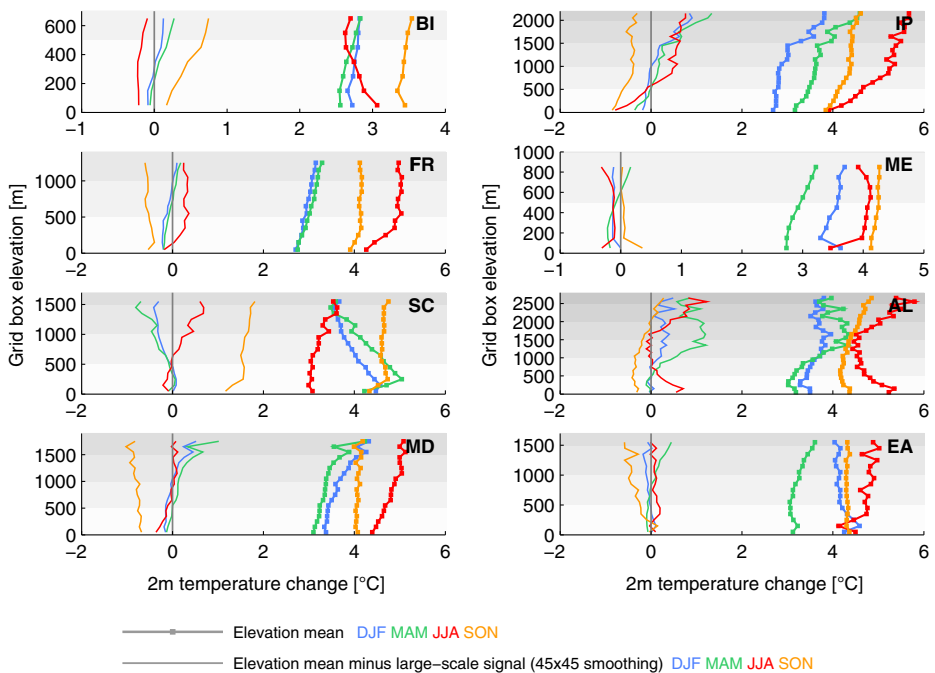 BI
600
400
200
0
−1 0 1 2 3 4
IP
2000
1500
1000
500
0
−2 0 2 4 6
FR
1000
500
0
−2 0 2 4 6
ME
800
600
400
200
0
−1 0 1 2 3 4 5
Grid box elevation [m]
Grid box elevation [m]
SC
1500
1000
500
0
−2 0 2 4 6
AL
2500
2000
1500
1000
500
0
−2 0 2 4 6
MD
1500
1000
500
0
−2 0 2 4 6
EA
1500
1000
500
0
−2 0 2 4 6
2m temperature change [°C]
2m temperature change [°C]
Elevation mean DJF MAM JJA SON
Elevation mean minus large−scale signal (45x45 smoothing) DJF MAM JJA SON